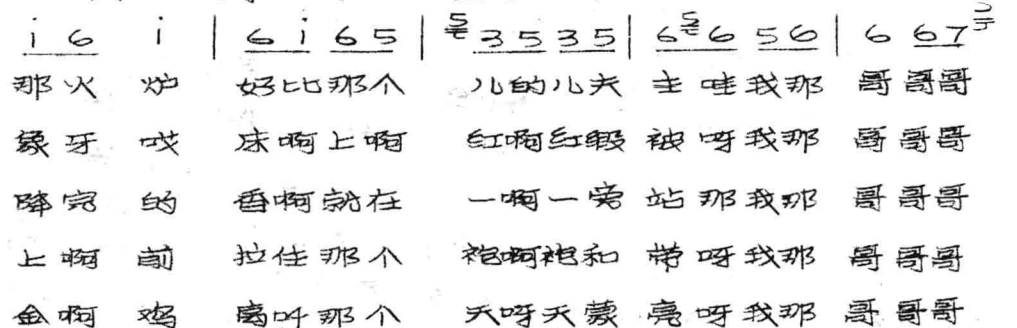 i 6 i | 6 i 6 5 | 5 3 5 3 5 | 6 5 6 5 6 | 6 6 7
那火 炉 好比那个 儿的儿夫 主哇我那 哥哥哥
象牙 哎 床啊上啊 红啊红缎 被呀我那 哥哥哥
降完 的 香啊就在 一啊一旁 站那我那 哥哥哥
上啊 前 拉住那个 袍啊袍和 带呀我那 哥哥哥
金啊 鸡 高叫那个 天呀天蒙 亮呀我那 哥哥哥